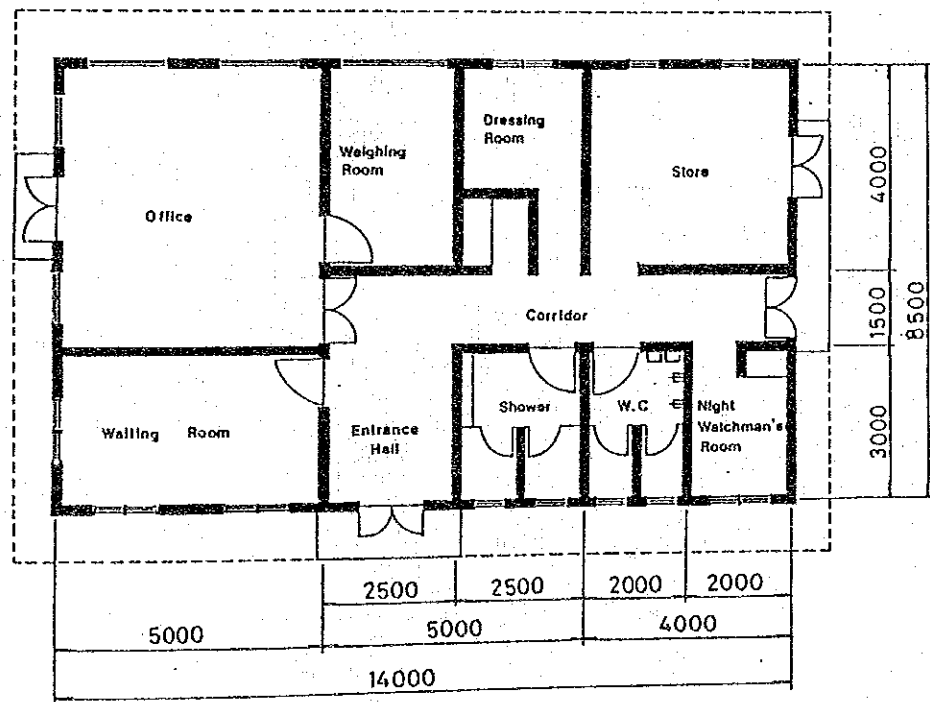 Dressing
Room
Weighing
Room
Store
Office
Corridor
Shower
W.C
Night
Watchman's
Room
Waiting Room
Entrance
Hall
4000
1500
8500
3000
2500
2500
2000
2000
5000
5000
4000
14000